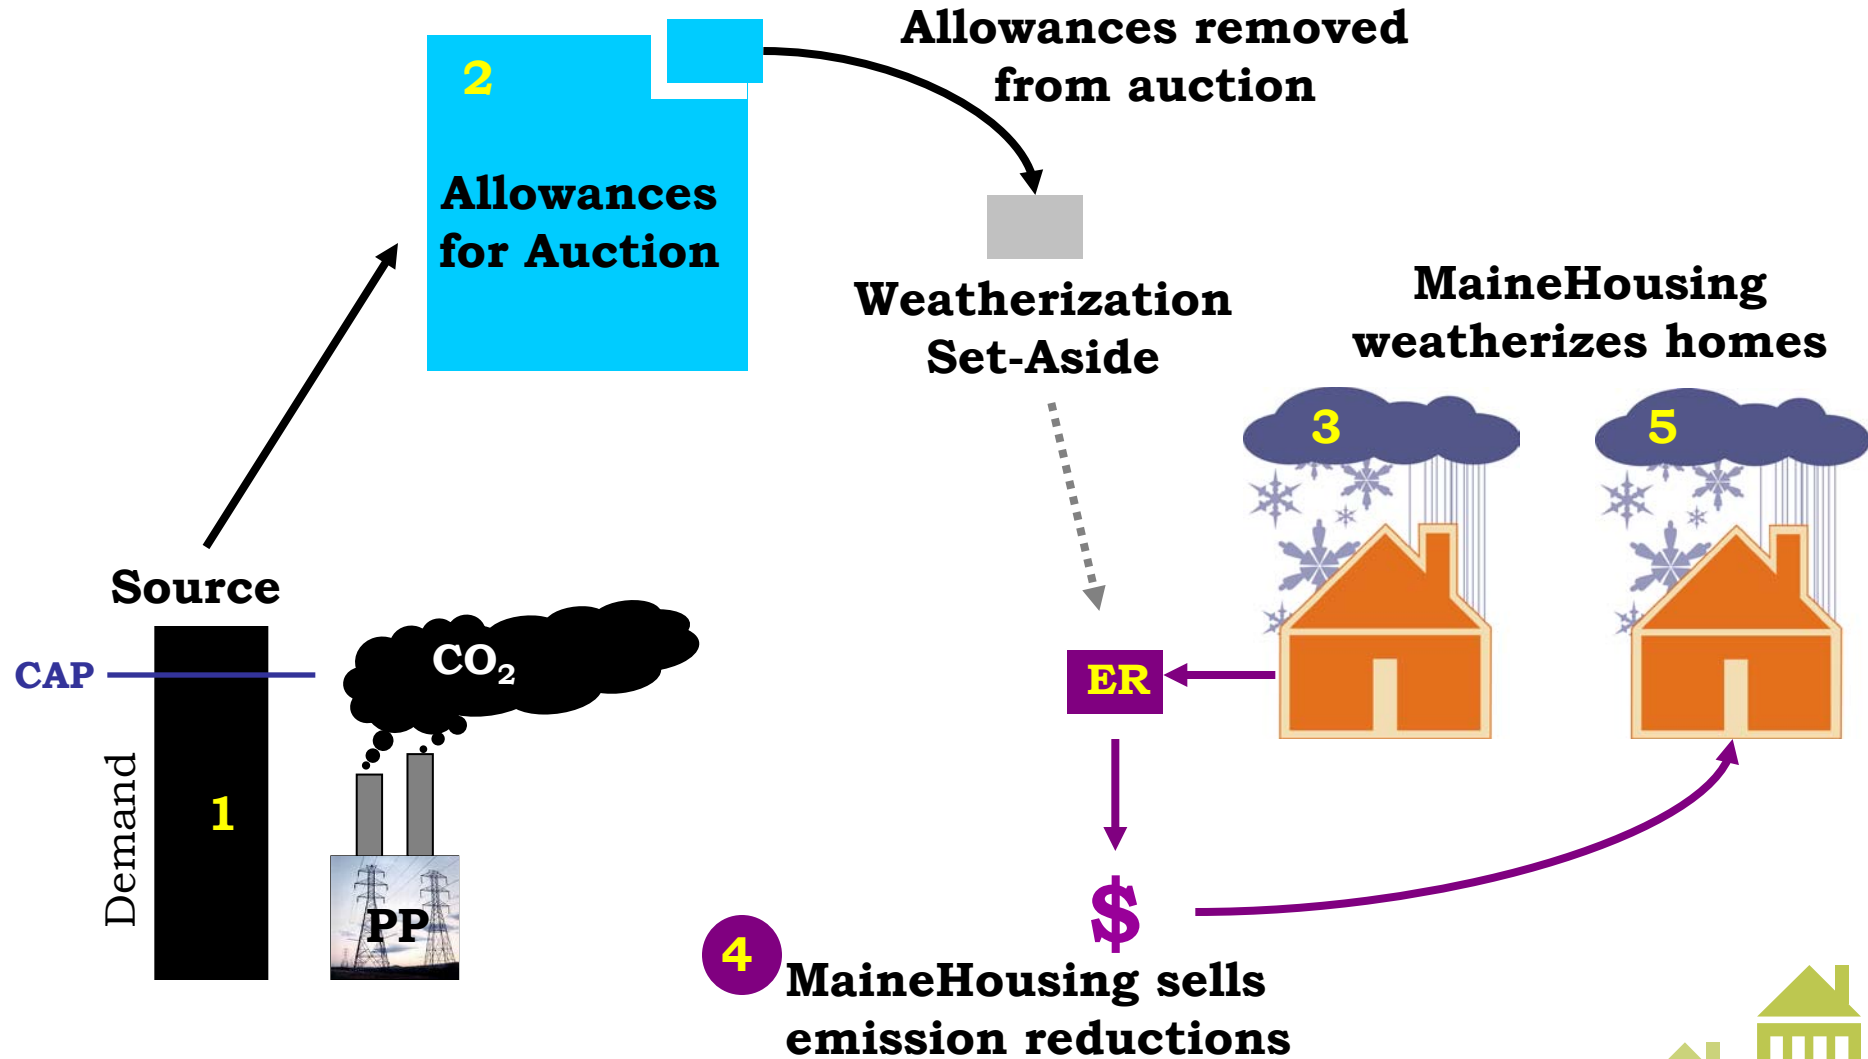 Allowances removed
from auction
2
Allowances
for Auction
Weatherization
Set-Aside
MaineHousing
weatherizes homes
3
5
Source
CAP
CO₂
ER
Demand
1
PP
$
4
MaineHousing sells
emission reductions